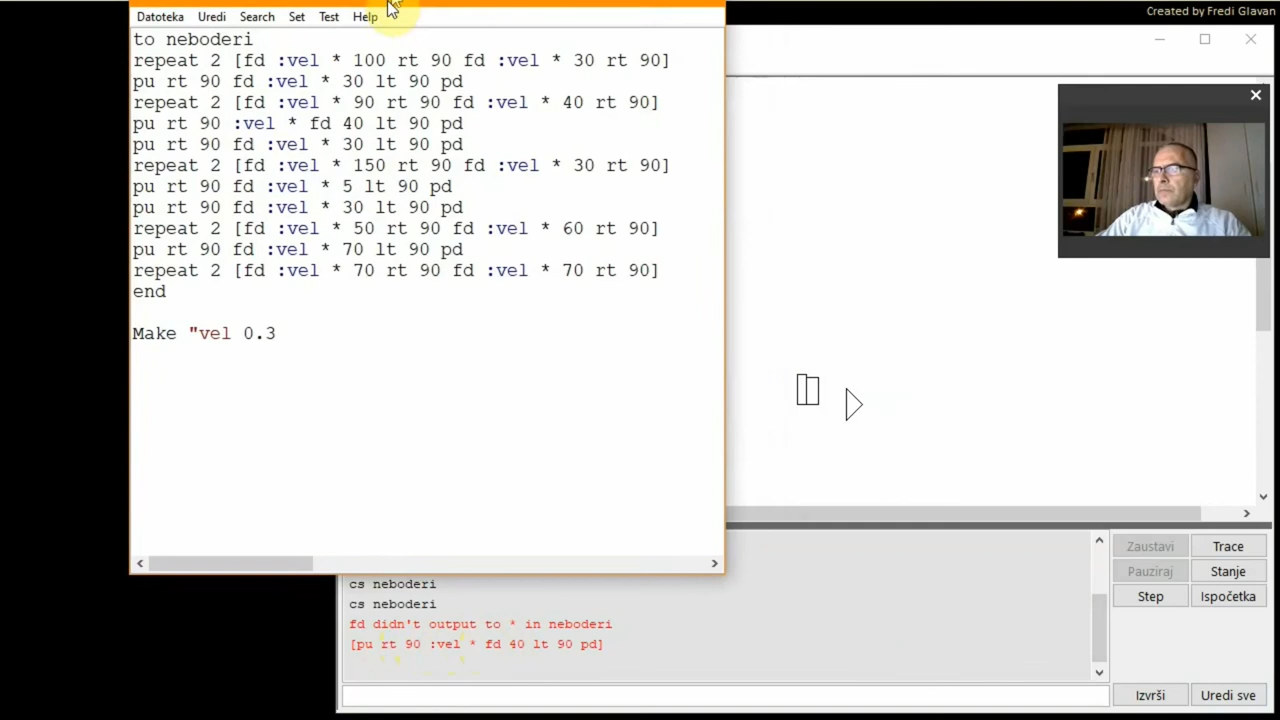 Created by Fredi Glavan
Datoteka Uredi Search Set Test Help
to neboderi
repeat 2 [fd :vel * 100 rt 90 fd :vel * 30 rt 90]
pu rt 90 fd :vel * 30 lt 90 pd
repeat 2 [fd :vel * 90 rt 90 fd :vel * 40 rt 90]
pu rt 90 :vel * fd 40 lt 90 pd
pu rt 90 fd :vel * 30 lt 90 pd
repeat 2 [fd :vel * 150 rt 90 fd :vel * 30 rt 90]
pu rt 90 fd :vel * 5 lt 90 pd
pu rt 90 fd :vel * 30 lt 90 pd
repeat 2 [fd :vel * 50 rt 90 fd :vel * 60 rt 90]
pu rt 90 fd :vel * 70 lt 90 pd
repeat 2 [fd :vel * 70 rt 90 fd :vel * 70 rt 90]
end
Make "vel 0.3
cs neboderi
cs neboderi
fd didn't output to * in neboderi
[pu rt 90 :vel * fd 40 lt 90 pd]
Zaustavi Trace
Pauziraj Stanje
Step Ispočetka
Izvrši Uredi sve